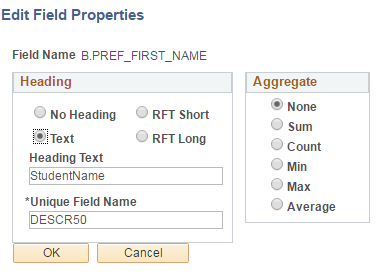 Edit Field Properties
Field Name B.PREF_FIRST_NAME
Heading
No Heading RFT Short
Text RFT Long
Heading Text
StudentName
*Unique Field Name
DESCR50
Aggregate
None
Sum
Count
Min
Max
Average
OK Cancel